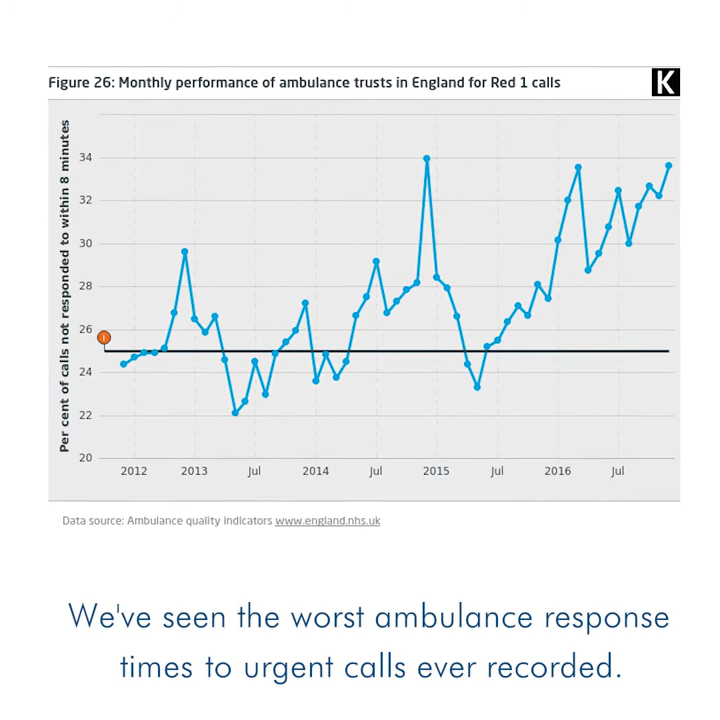 Figure 26: Monthly performance of ambulance trusts in England for Red 1 calls
K
Per cent of calls not responded to within 8 minutes
34
32
30
28
26
24
22
20
i
2012 2013 Jul 2014 Jul 2015 Jul 2016 Jul
Data source: Ambulance quality indicators www.england.nhs.uk
We've seen the worst ambulance response
times to urgent calls ever recorded.